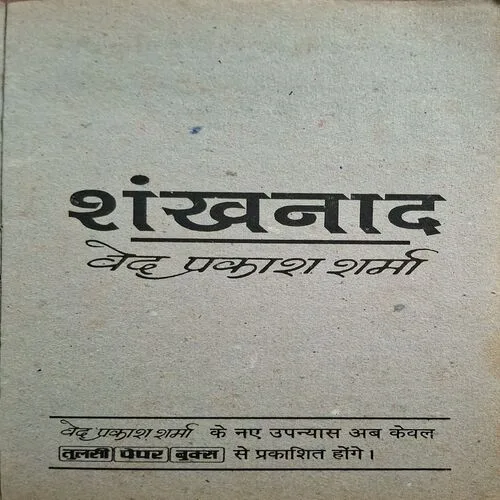 शंखनाद
वेद प्रकाश शर्मा
वेद प्रकाश शर्मा के नए उपन्यास अब केवल
तुलसी पेपर बुक्स से प्रकाशित होंगे।